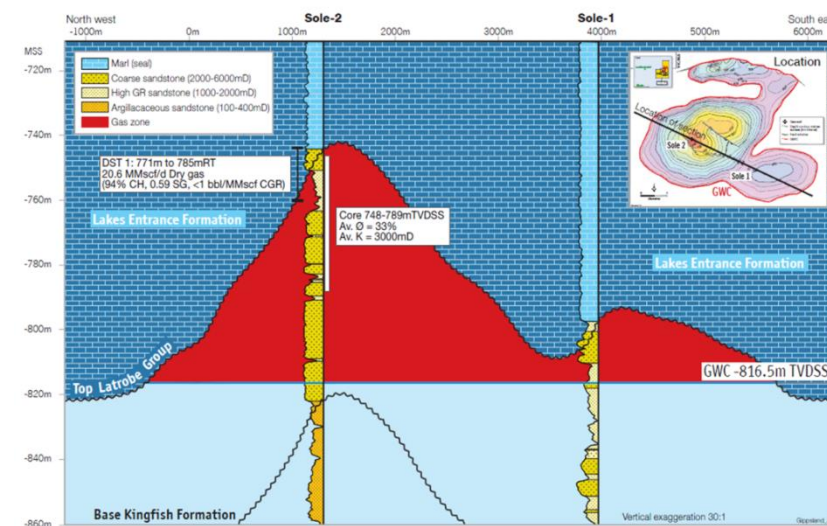 North west
Sole-2
Sole-1
-1000m
0m
1000m
2000m
4000m
5000m
MSS
-720m
-740m
-760m
-780m
-800m
-820m
-840m
-860m
Marl (seal)
Coarse sandstone (2000-6000mD)
High GR sandstone (1000-2000mD)
Argillaceous sandstone (100-400mD)
Gas zone
Location
Location of section
Sole 2
Sole 1
GWC
DST 1: 771m to 785mRT
20.6 MMscf/d Dry gas
(94% CH, 0.59 SG, <1 bbl/MMscf CGR)
Core 748-789mTVDSS
Av. Ø = 33%
Av. K = 3000mD
Lakes Entrance Formation
Lakes Entrance Formation
Top Latrobe Group
GWC -816.5m TVDSS
Base Kingfish Formation
Vertical exaggeration 30:1